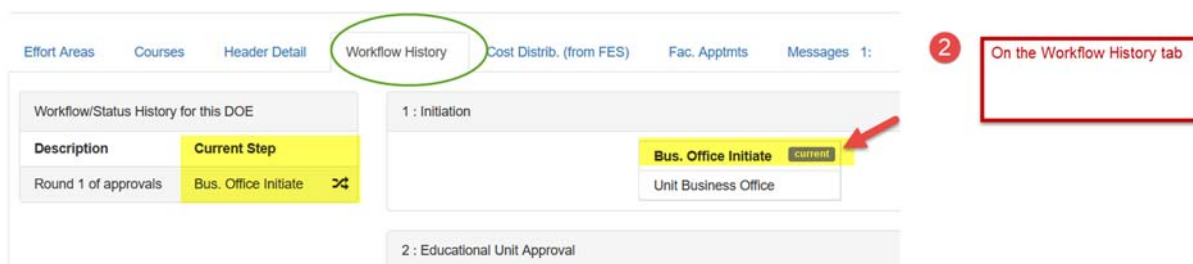 Effort Areas Courses Header Detail Workflow History Cost Distrib. (from FES) Fac. Apptmts Messages 1:
2 On the Workflow History tab
Workflow/Status History for this DOE
Description Current Step
Round 1 of approvals Bus. Office Initiate
1 : Initiation
Bus. Office Initiate current
Unit Business Office
2 : Educational Unit Approval